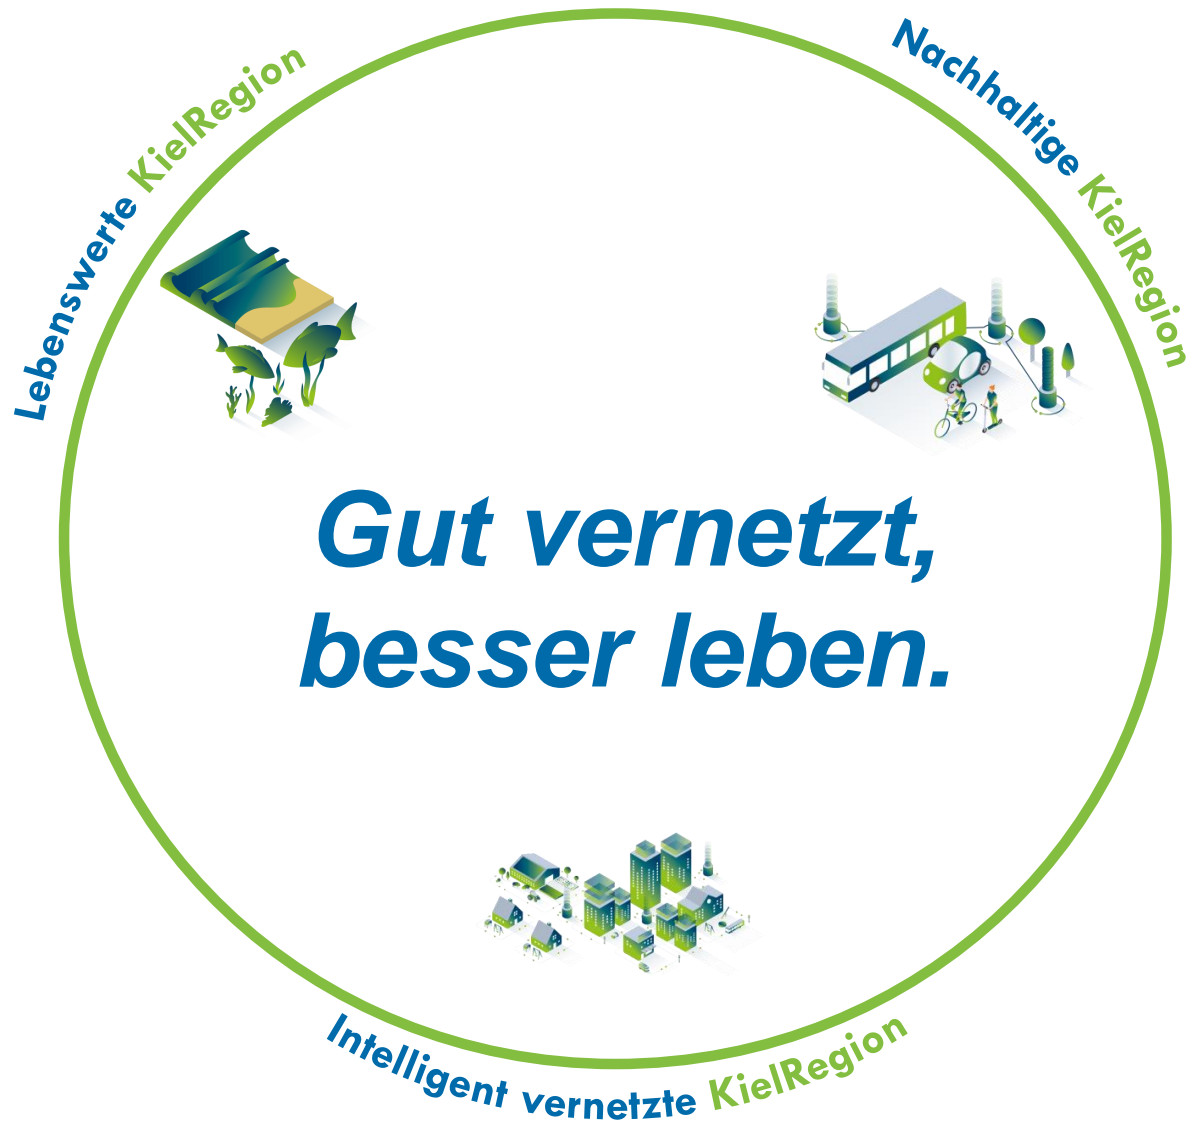 Lebenswerte KielRegion
Nachhaltige KielRegion
Gut vernetzt,
besser leben.
Intelligent vernetzte KielRegion